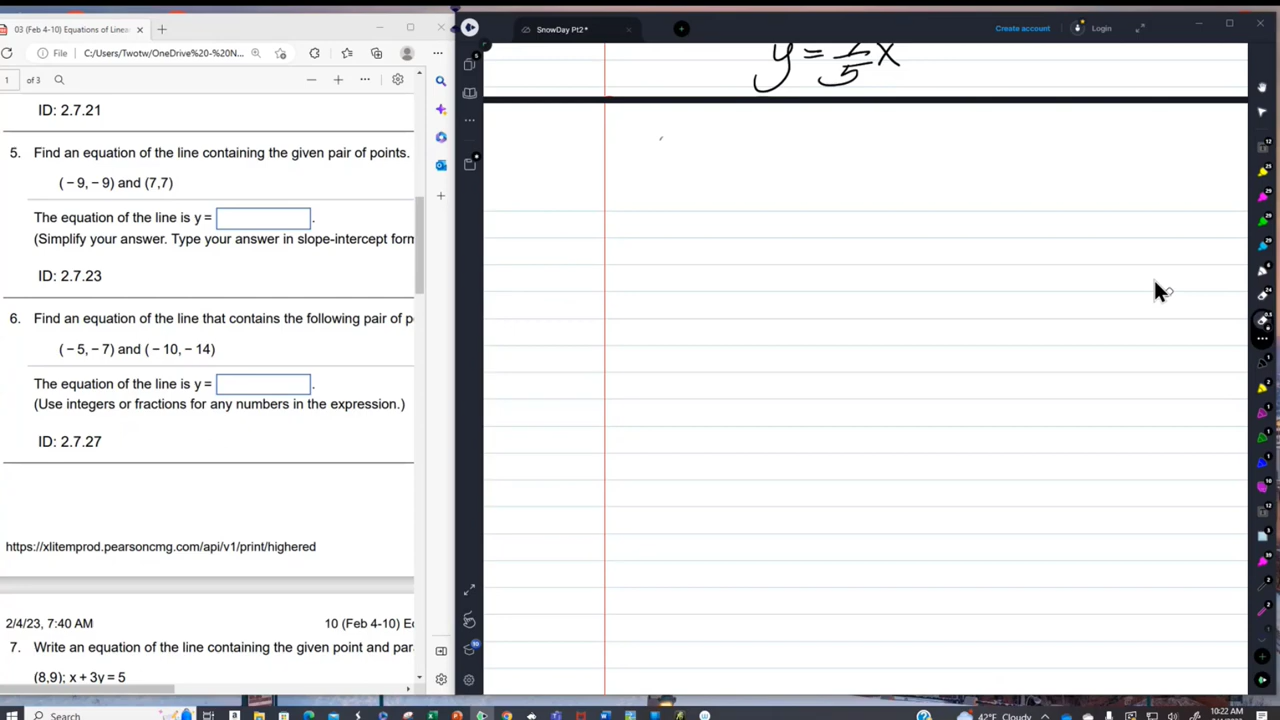 03 (Feb 4-10) Equations of Linea
File
C:/Users/Twotw/OneDrive%20-%20N...
1
of 3
ID: 2.7.21
5. Find an equation of the line containing the given pair of points.
( − 9, − 9) and (7,7)
The equation of the line is y = .
(Simplify your answer. Type your answer in slope-intercept form
ID: 2.7.23
6. Find an equation of the line that contains the following pair of p
( − 5, − 7) and ( − 10, − 14)
The equation of the line is y = .
(Use integers or fractions for any numbers in the expression.)
ID: 2.7.27
https://xlitemprod.pearsoncmg.com/api/v1/print/highered
2/4/23, 7:40 AM
10 (Feb 4-10) Ec
7. Write an equation of the line containing the given point and par
(8,9); x + 3y = 5
SnowDay Pt2*
Create account
Login
Search
42°F Cloudy
10:22 AM